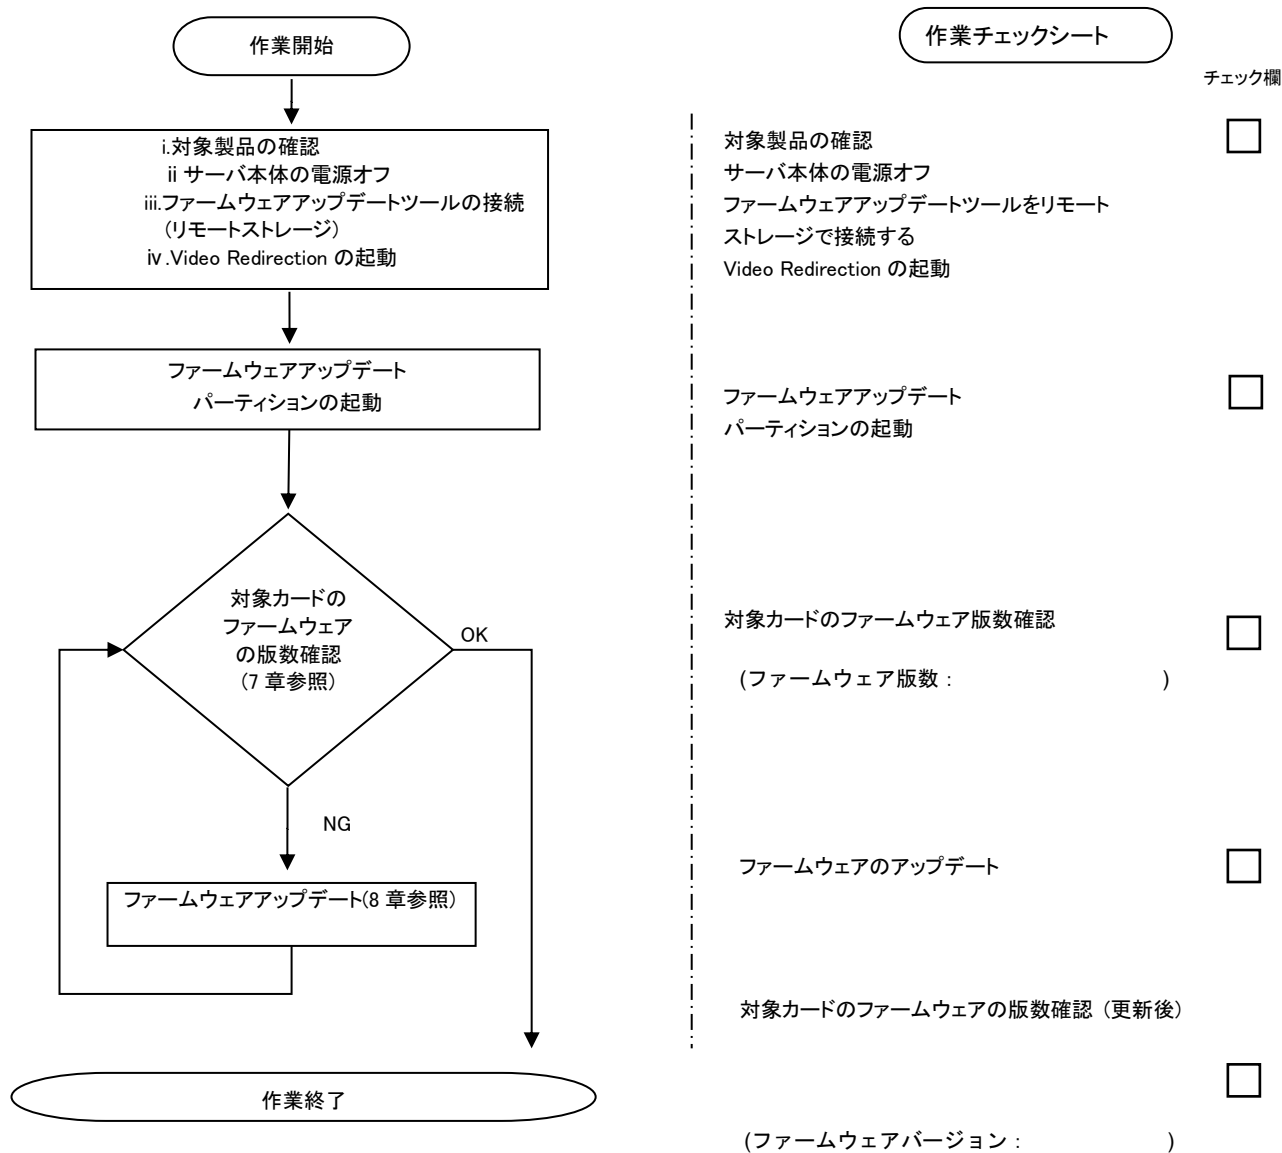 作業開始
i.対象製品の確認
ii サーバ本体の電源オフ
iii.ファームウェアアップデートツールの接続
(リモートストレージ)
iv.Video Redirection の起動
ファームウェアアップデート
パーティションの起動
対象カードの
ファームウェア
の版数確認
(7 章参照)
OK
NG
ファームウェアアップデート(8 章参照)
作業終了
作業チェックシート
チェック欄
対象製品の確認
サーバ本体の電源オフ
ファームウェアアップデートツールをリモート
ストレージで接続する
Video Redirection の起動
ファームウェアアップデート
パーティションの起動
対象カードのファームウェア版数確認
(ファームウェア版数： )
ファームウェアのアップデート
対象カードのファームウェアの版数確認 (更新後)
(ファームウェアバージョン： )